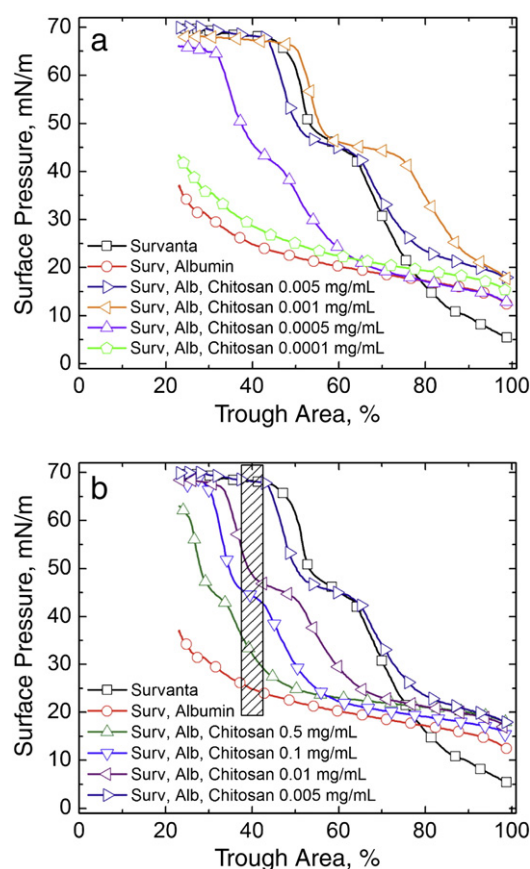 a
70
60
50
40
30
20
10
0
Surface Pressure, mN/m
Survanta
Surv, Albumin
Surv, Alb, Chitosan 0.005 mg/mL
Surv, Alb, Chitosan 0.001 mg/mL
Surv, Alb, Chitosan 0.0005 mg/mL
Surv, Alb, Chitosan 0.0001 mg/mL
0 20 40 60 80 100
Trough Area, %
b
70
60
50
40
30
20
10
0
Surface Pressure, mN/m
Survanta
Surv, Albumin
Surv, Alb, Chitosan 0.5 mg/mL
Surv, Alb, Chitosan 0.1 mg/mL
Surv, Alb, Chitosan 0.01 mg/mL
Surv, Alb, Chitosan 0.005 mg/mL
0 20 40 60 80 100
Trough Area, %